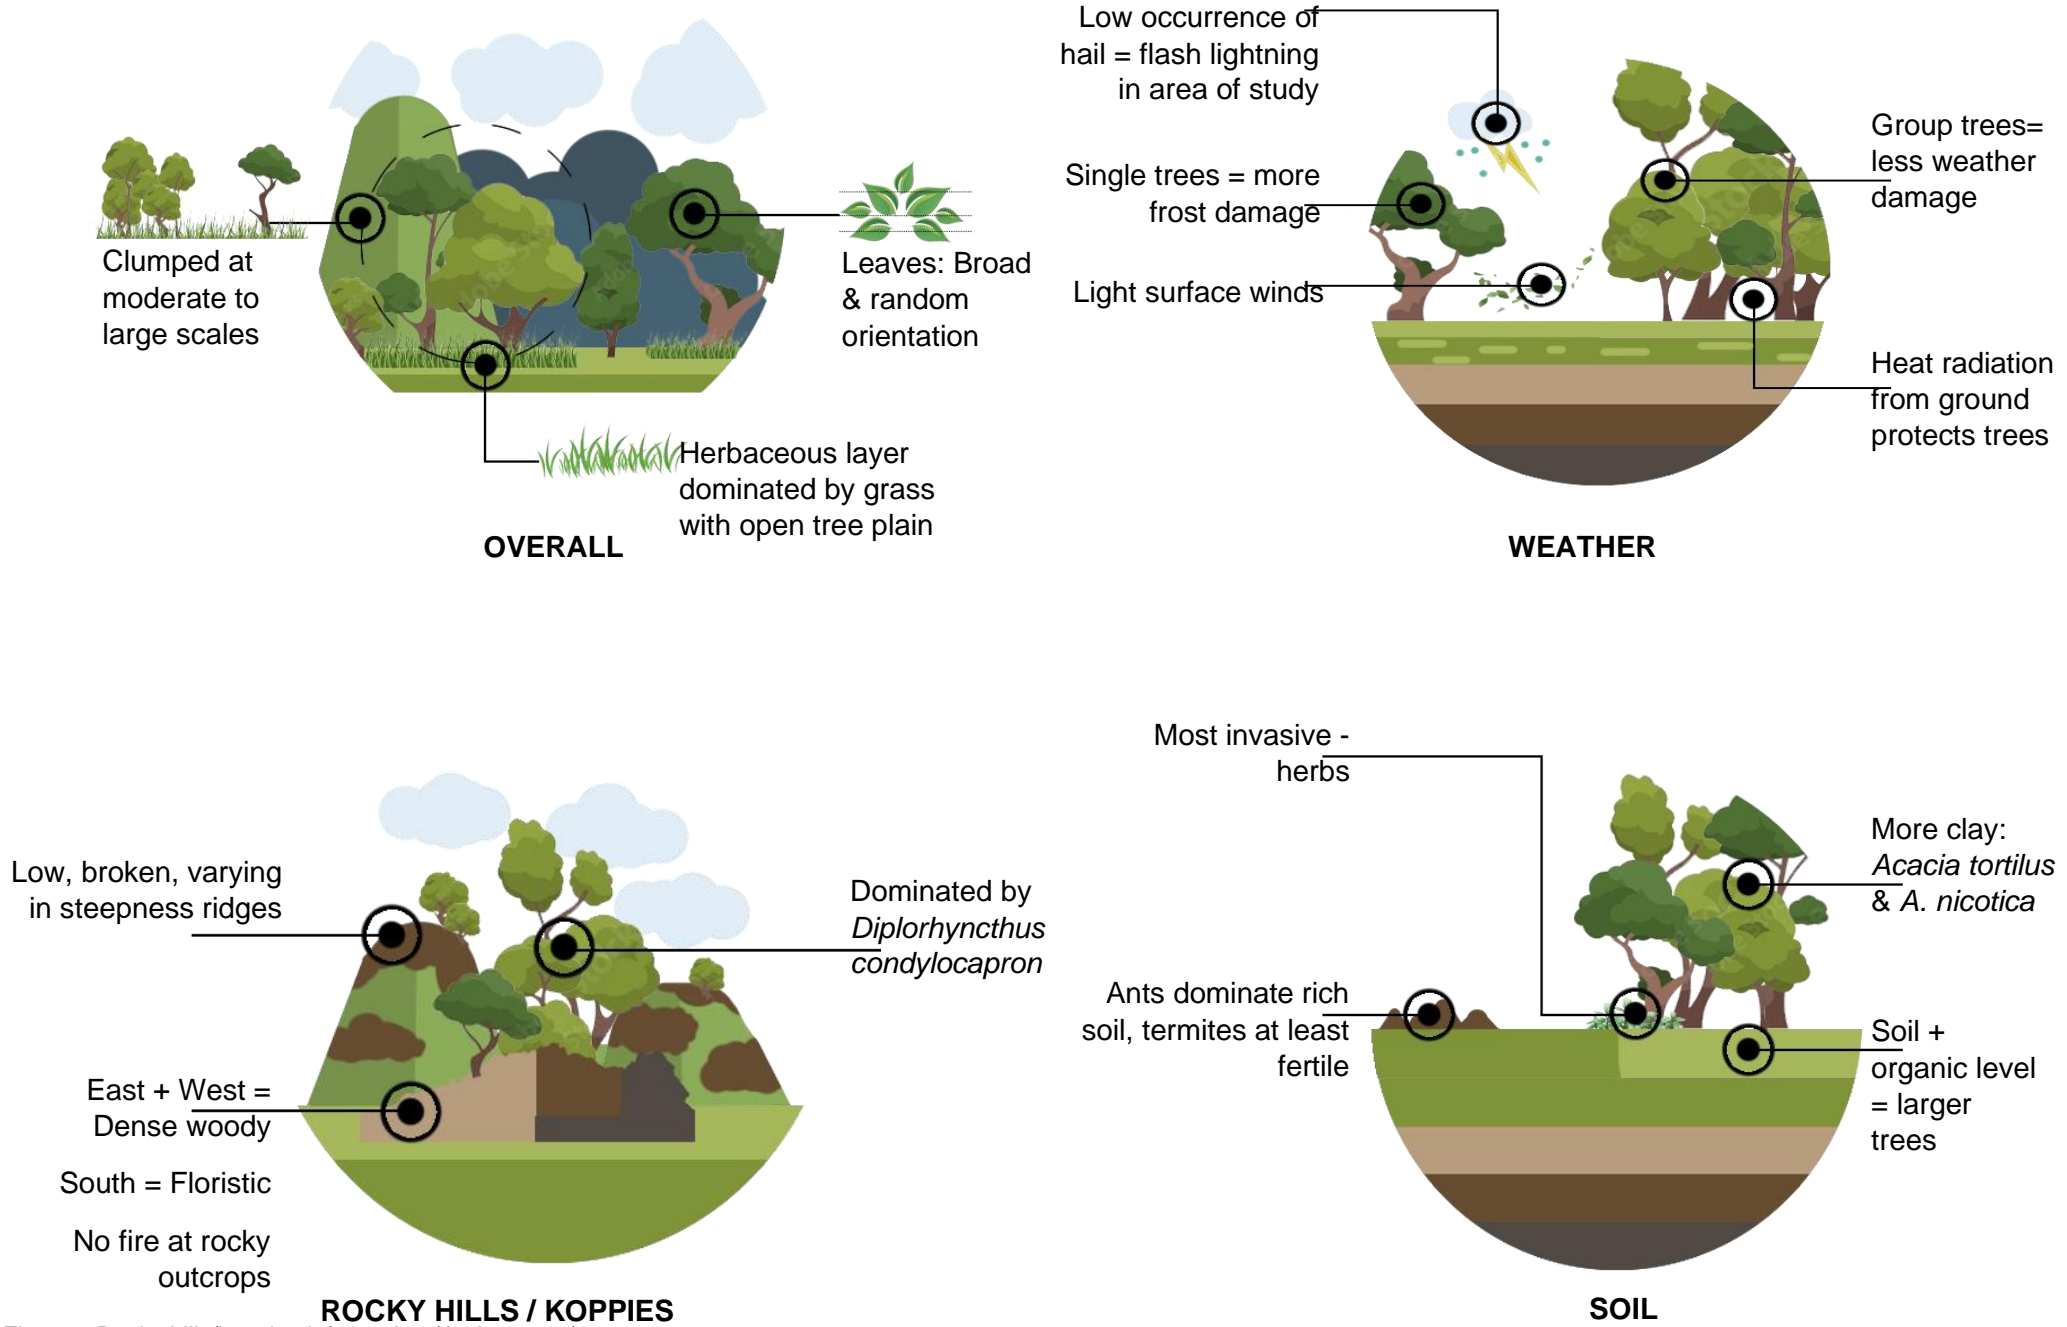 Clumped at
moderate to
large scales
Leaves: Broad
& random
orientation
Herbaceous layer
dominated by grass
with open tree plain
OVERALL
Low occurrence of
hail = flash lightning
in area of study
Single trees = more
frost damage
Light surface winds
Group trees=
less weather
damage
Heat radiation
from ground
protects trees
WEATHER
Low, broken, varying
in steepness ridges
Dominated by
Diplorhyncthus
condylocapron
East + West =
Dense woody
South = Floristic
No fire at rocky
outcrops
ROCKY HILLS / KOPPIES
Most invasive -
herbs
Ants dominate rich
soil, termites at least
fertile
More clay:
Acacia tortilus
& A. nicotica
Soil +
organic level
= larger
trees
SOIL